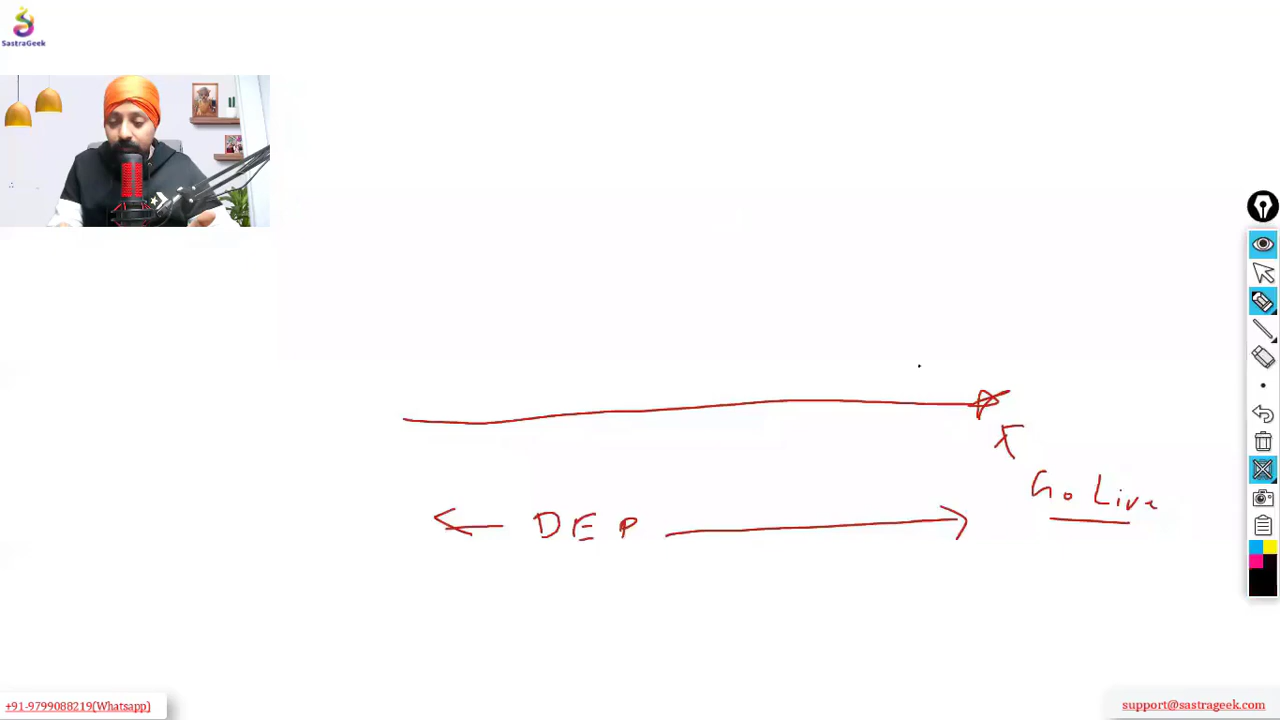 SastraGeek
Go Live
DEP
+91-9799088219(Whatsapp)
support@sastrageek.com